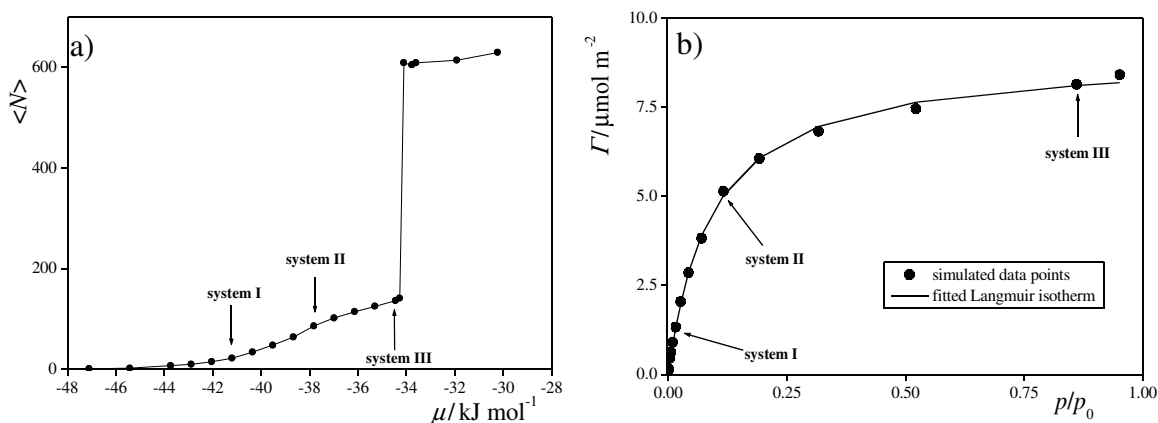 a)
<N>
600
400
200
0
system I
system II
system III
-48 -46 -44 -42 -40 -38 -36 -34 -32 -30 -28
μ/ kJ mol⁻¹
b)
Γ/μmol m⁻²
10.0
7.5
5.0
2.5
0.0
system III
system II
system I
simulated data points
fitted Langmuir isotherm
0.00 0.25 0.50 0.75 1.00
p/p₀